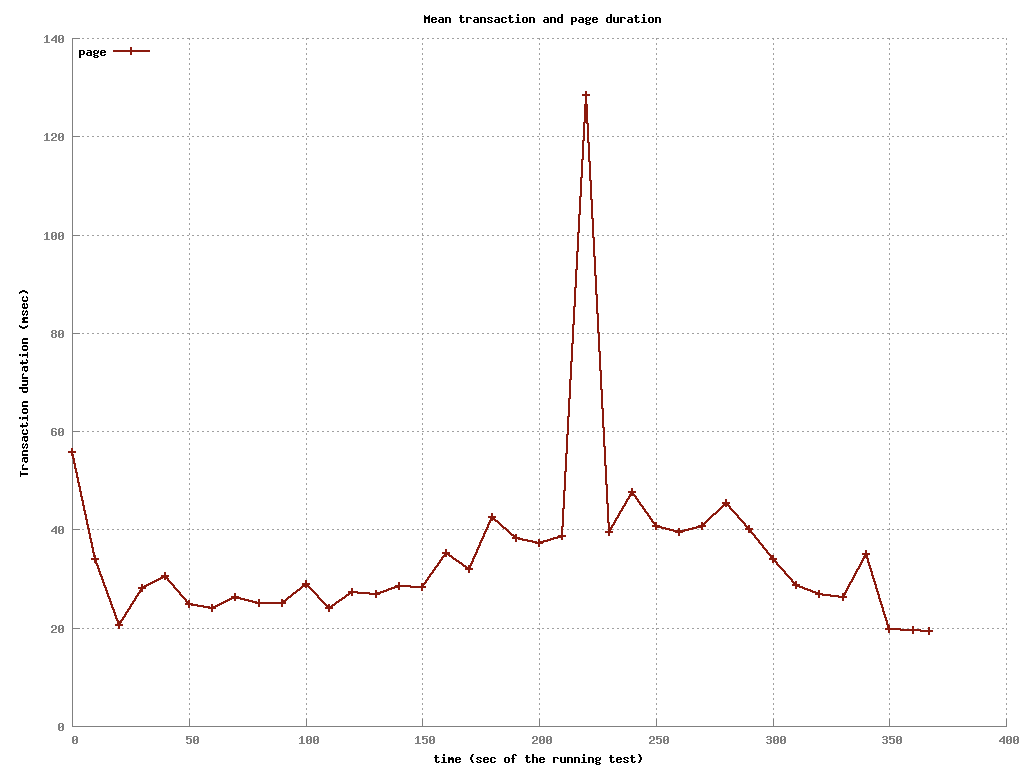 Mean transaction and page duration
140
page
120
100
80
60
40
20
0
Transaction duration (msec)
0 50 100 150 200 250 300 350 400
time (sec of the running test)